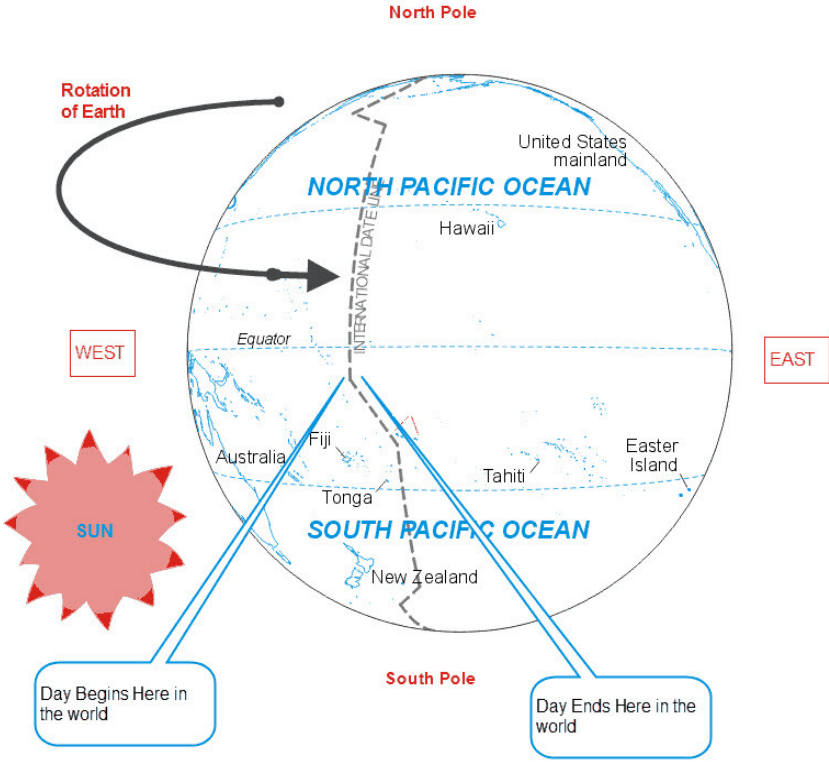 North Pole
Rotation
of Earth
United States
mainland
NORTH PACIFIC OCEAN
Hawaii
INTERNATIONAL DATE LINE
Equator
WEST
EAST
Fiji
Australia
Easter
Island
Tahiti
Tonga
SUN
SOUTH PACIFIC OCEAN
New Zealand
South Pole
Day Begins Here in
the world
Day Ends Here in the
world